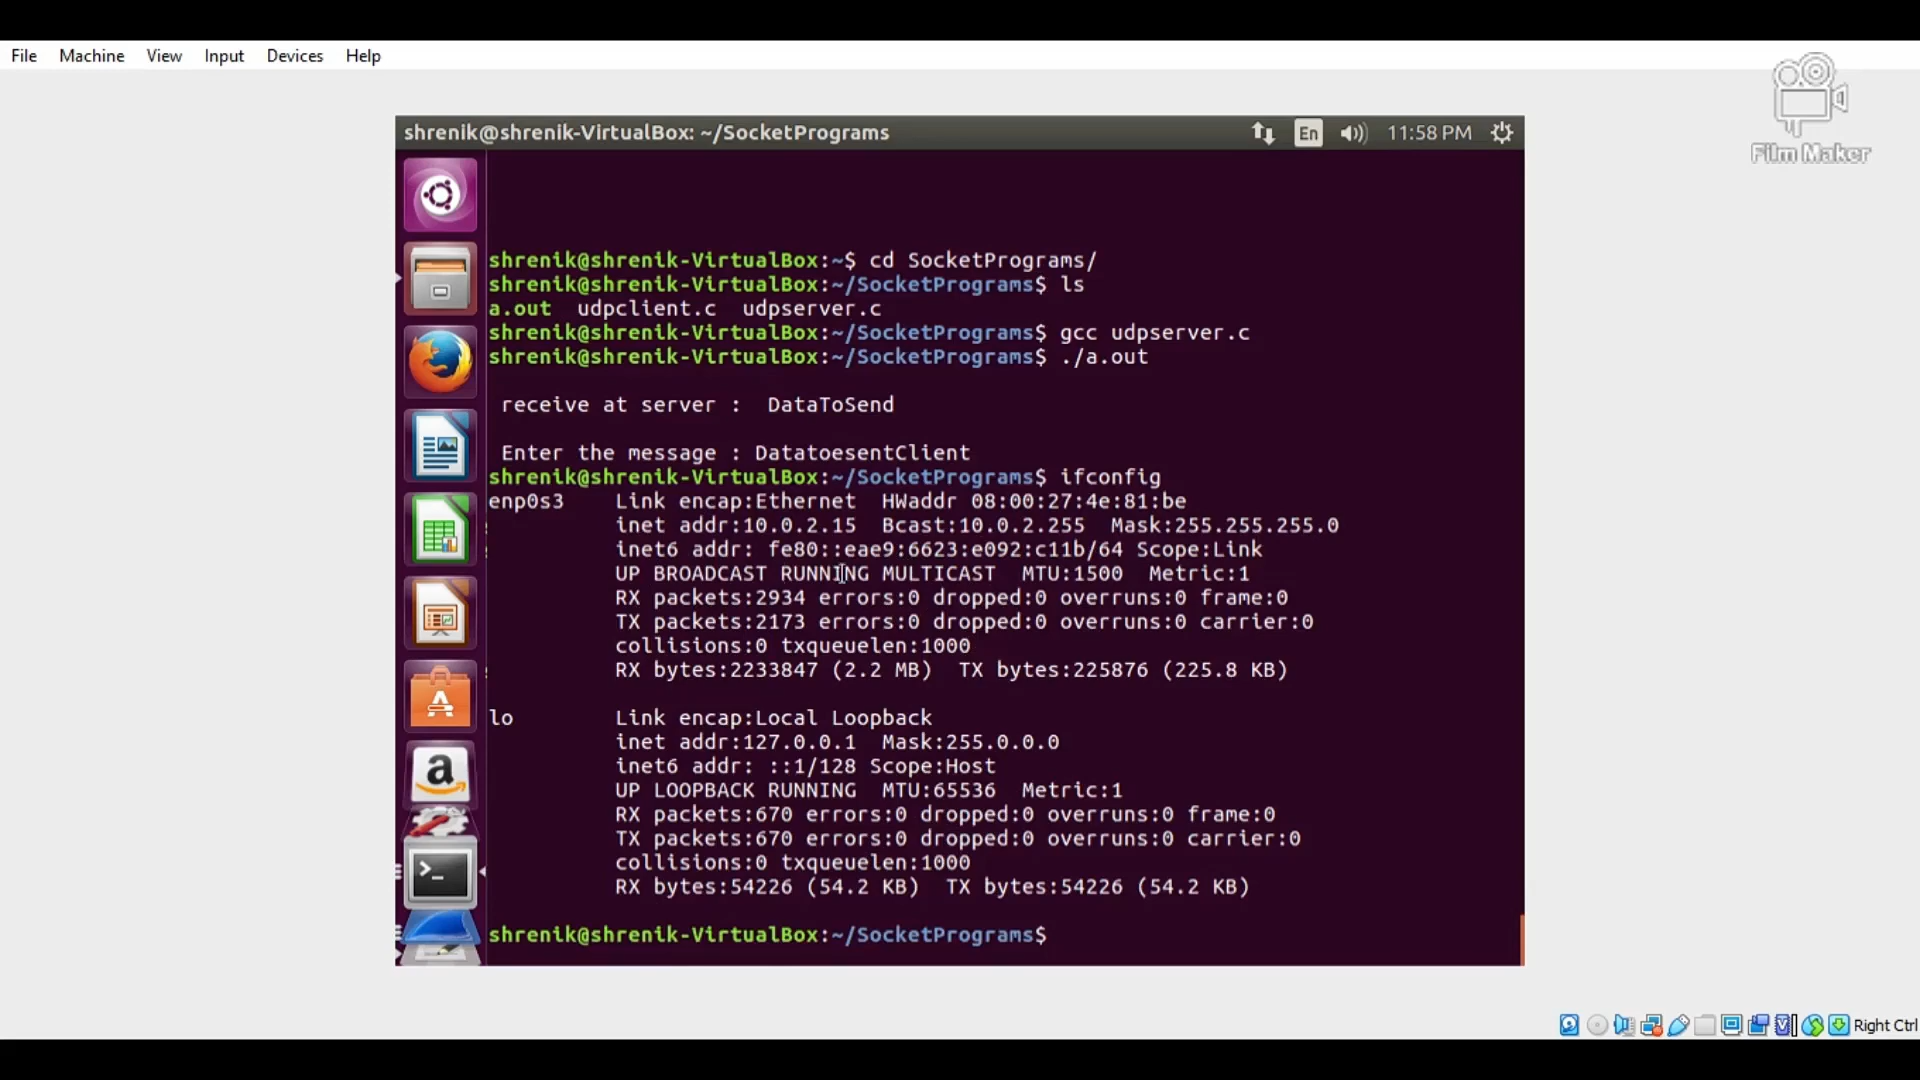 File Machine View Input Devices Help
Film Maker
shrenik@shrenik-VirtualBox: ~/SocketPrograms En 11:58 PM
shrenik@shrenik-VirtualBox:~$ cd SocketPrograms/
shrenik@shrenik-VirtualBox:~/SocketPrograms$ ls
a.out  udpclient.c  udpserver.c
shrenik@shrenik-VirtualBox:~/SocketPrograms$ gcc udpserver.c
shrenik@shrenik-VirtualBox:~/SocketPrograms$ ./a.out
receive at server :  DataToSend
Enter the message : DatatoesentClient
shrenik@shrenik-VirtualBox:~/SocketPrograms$ ifconfig
enp0s3    Link encap:Ethernet  HWaddr 08:00:27:4e:81:be
inet addr:10.0.2.15  Bcast:10.0.2.255  Mask:255.255.255.0
inet6 addr: fe80::eae9:6623:e092:c11b/64 Scope:Link
UP BROADCAST RUNNING MULTICAST  MTU:1500  Metric:1
RX packets:2934 errors:0 dropped:0 overruns:0 frame:0
TX packets:2173 errors:0 dropped:0 overruns:0 carrier:0
collisions:0 txqueuelen:1000
RX bytes:2233847 (2.2 MB)  TX bytes:225876 (225.8 KB)
lo        Link encap:Local Loopback
inet addr:127.0.0.1  Mask:255.0.0.0
inet6 addr: ::1/128 Scope:Host
UP LOOPBACK RUNNING  MTU:65536  Metric:1
RX packets:670 errors:0 dropped:0 overruns:0 frame:0
TX packets:670 errors:0 dropped:0 overruns:0 carrier:0
collisions:0 txqueuelen:1000
RX bytes:54226 (54.2 KB)  TX bytes:54226 (54.2 KB)
shrenik@shrenik-VirtualBox:~/SocketPrograms$
Right Ctrl